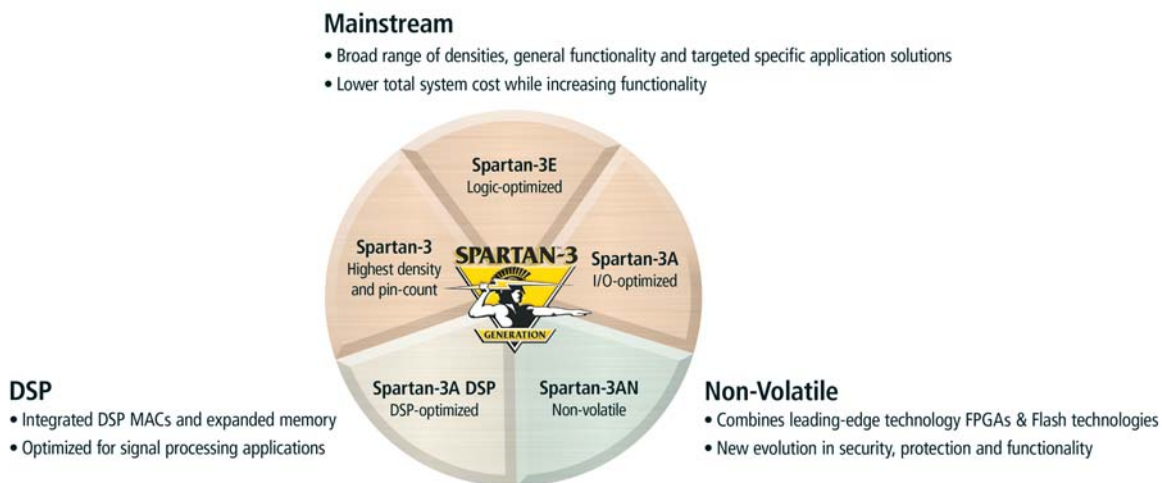 Mainstream
• Broad range of densities, general functionality and targeted specific application solutions
• Lower total system cost while increasing functionality
Spartan-3E
Logic-optimized
Spartan-3
Highest density
and pin-count
SPARTAN-3
GENERATION
Spartan-3A
I/O-optimized
Spartan-3A DSP
DSP-optimized
Spartan-3AN
Non-volatile
DSP
• Integrated DSP MACs and expanded memory
• Optimized for signal processing applications
Non-Volatile
• Combines leading-edge technology FPGAs & Flash technologies
• New evolution in security, protection and functionality